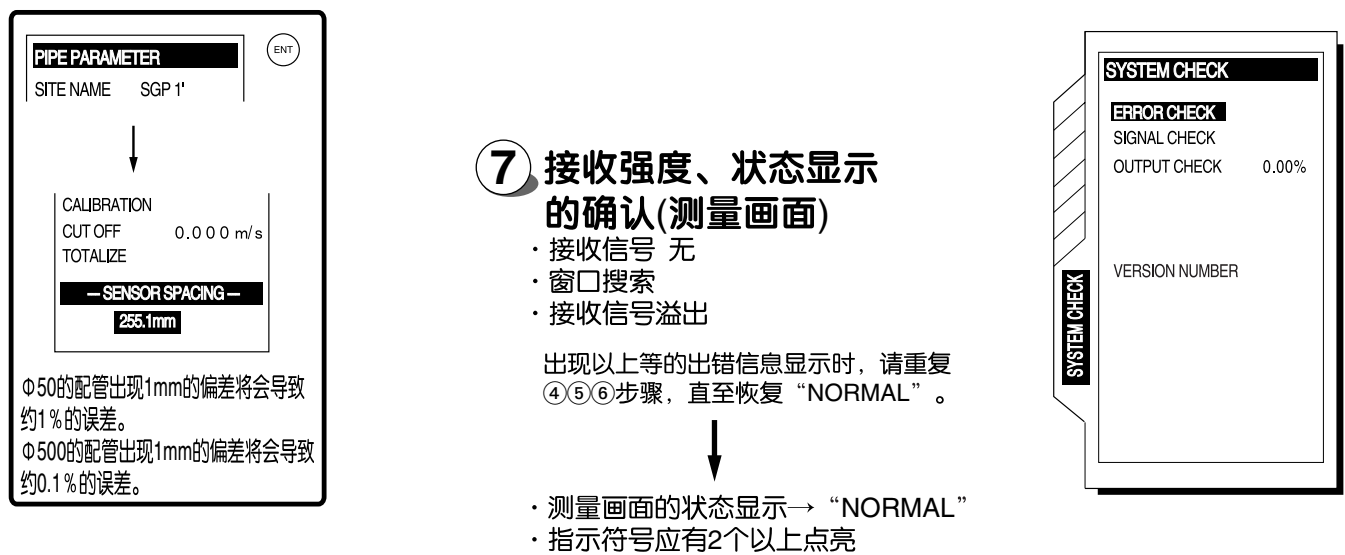 PIPE PARAMETER
ENT
SITE NAME SGP 1'
CALIBRATION
CUT OFF 0.000 m/s
TOTALIZE
— SENSOR SPACING —
255.1mm
Φ50的配管出现1mm的偏差将会导致
约1%的误差。
Φ500的配管出现1mm的偏差将会导致
约0.1%的误差。
⑦ 接收强度、状态显示
的确认(测量画面)
·接收信号 无
·窗口搜索
·接收信号溢出
出现以上等的出错信息显示时，请重复
④⑤⑥步骤，直至恢复“NORMAL”。
·测量画面的状态显示→“NORMAL”
·指示符号应有2个以上点亮
SYSTEM CHECK
ERROR CHECK
SIGNAL CHECK
OUTPUT CHECK 0.00%
VERSION NUMBER
SYSTEM CHECK